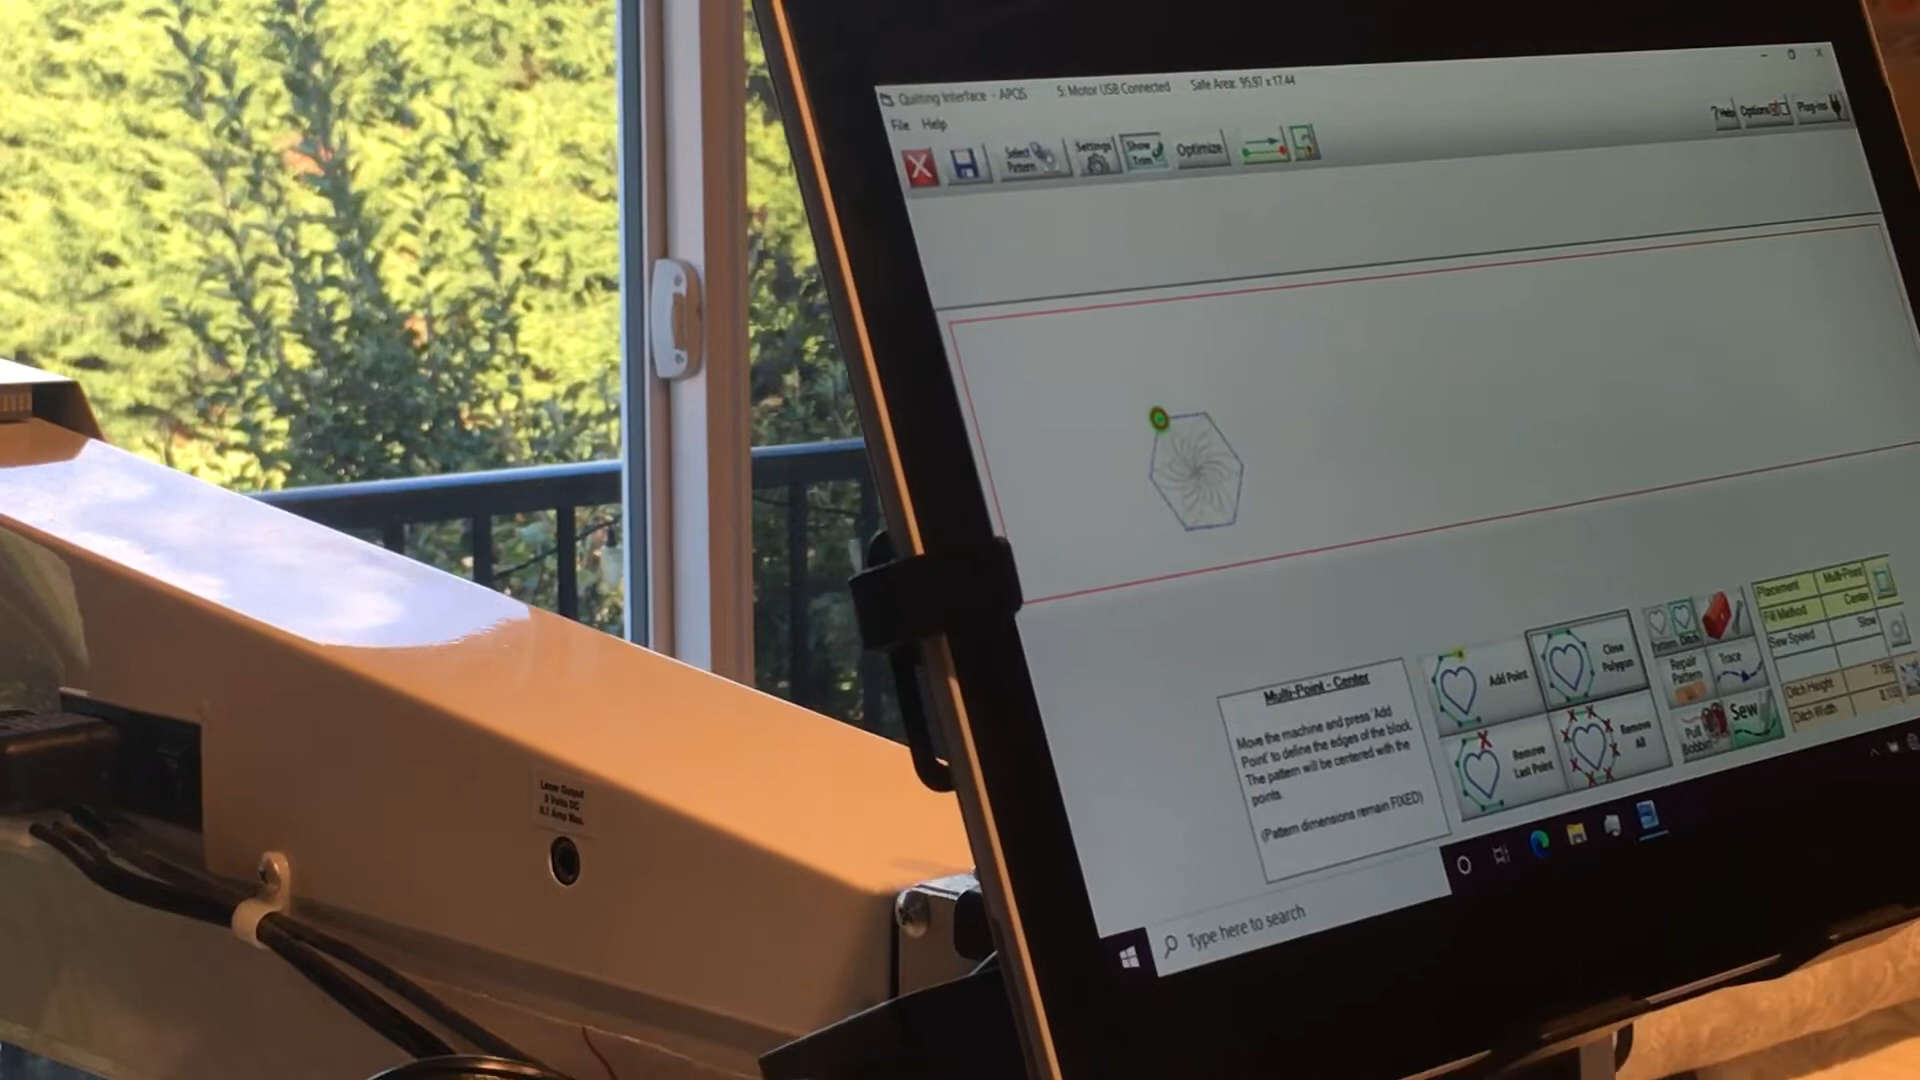 Quilting Interface - APQS 5: Motor USB Connected Safe Area: 95.97 x 17.44
File Help
? Help Options Plug-ins
Select Pattern
Settings
Show Trim
Optimize
Multi-Point - Center
Move the machine and press 'Add
Point' to define the edges of the block.
The pattern will be centered with the
points.
(Pattern dimensions remain FIXED)
Add Point
Close Polygon
Remove Last Point
Remove All
Pattern Ditch
Repair Pattern
Trace
Pull Bobbin
Sew
Placement Multi-Point
Fill Method Center
Sew Speed Slow
Ditch Height
Ditch Width
Type here to search
Laser Output
3 Volts DC
0.1 Amp Max.